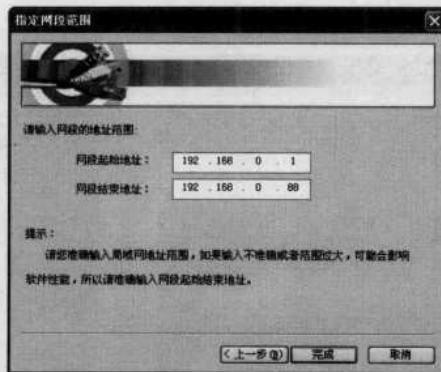 指定网段范围
请输入网段的地址范围:
网段起始地址： 192 . 168 . 0 . 1
网段结束地址： 192 . 168 . 0 . 88
提示：
请您准确输入局域网地址范围，如果输入不准确或者范围过大，可能会影响
软件性能，所以请准确输入网段起始结束地址。
<上一步(B) 完成 取消